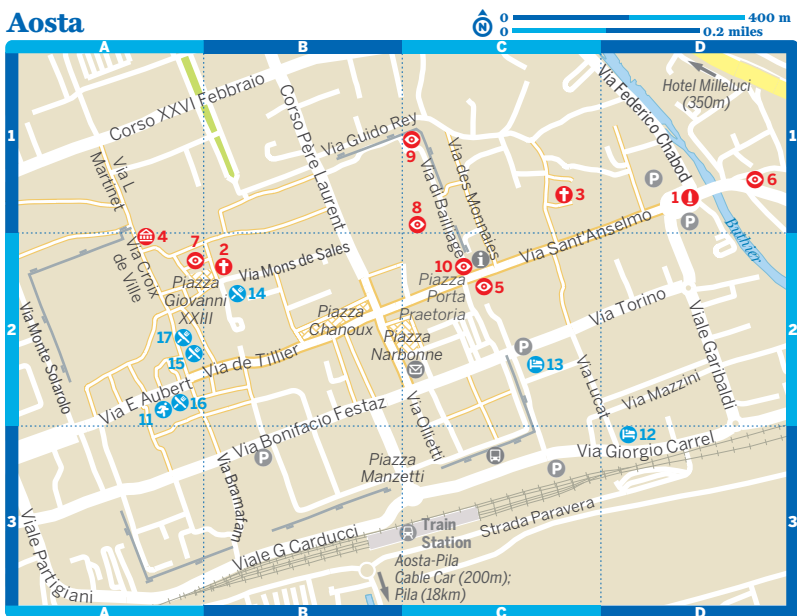 Aosta
N
0 400 m
0 0.2 miles
A B C D
1
1
2
2
3
3
A B C D
Hotel Milleluci
(350m)
Via Federico Chabod
Corso XXVI Febbraio
Corso Père Laurent
Via Guido Rey
9
Via L
Martinet
Via di Bailliage
Via des Monnaies
3
P
1
6
8
4
7
2
Via Croix
de Ville
Via Mons de Sales
Via Sant'Anselmo
P
Buthier
i
10
5
Piazza
Giovanni
XXIII
14
Piazza
Porta
Praetoria
Piazza
Chanoux
Via Torino
Via Monte Solarolo
17
15
Piazza
Narbonne
P
13
Viale Garibaldi
Via de Tillier
Via E Aubert
16
11
Via Lucat
Via Mazzini
Via Bonifacio Festaz
Via Ollietti
12
Via Giorgio Carrel
P
P
Via Bramafam
Piazza
Manzetti
Viale Partigiani
Viale G Carducci
Train
Station
Strada Paravera
Aosta-Pila
Cable Car (200m);
Pila (18km)